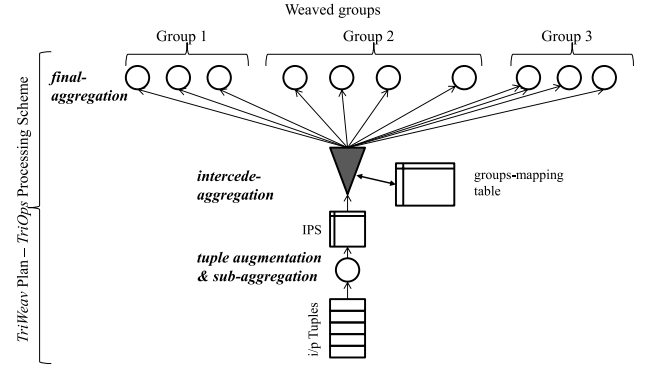 Weaved groups
Group 1
Group 2
Group 3
final-
aggregation
intercede-
aggregation
groups-mapping
table
IPS
tuple augmentation
& sub-aggregation
i/p Tuples
TriWeav Plan – TriOps Processing Scheme